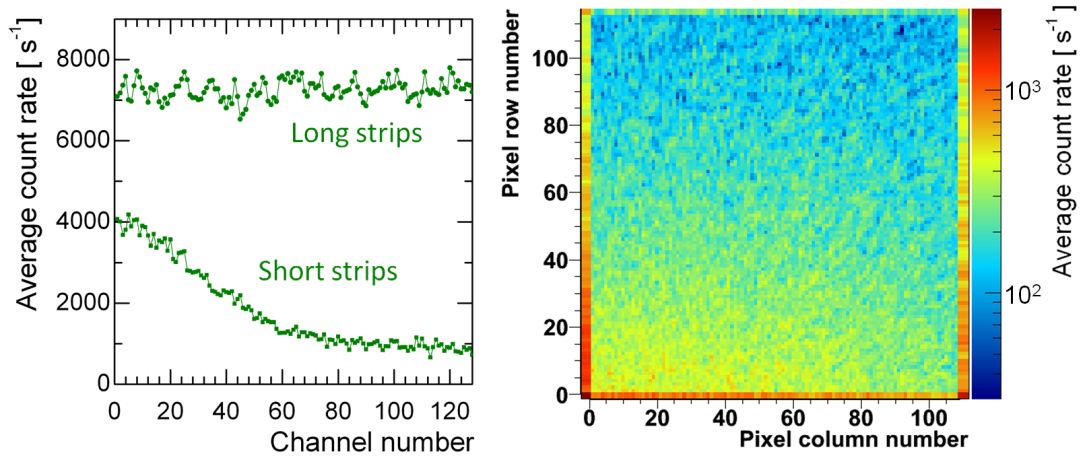 Average count rate [ s⁻¹]
8000
6000
4000
2000
0
Long strips
Short strips
0 20 40 60 80 100 120
Channel number
Pixel row number
100
80
60
40
20
0
0 20 40 60 80 100
Pixel column number
10³
10²
Average count rate [ s⁻¹ ]